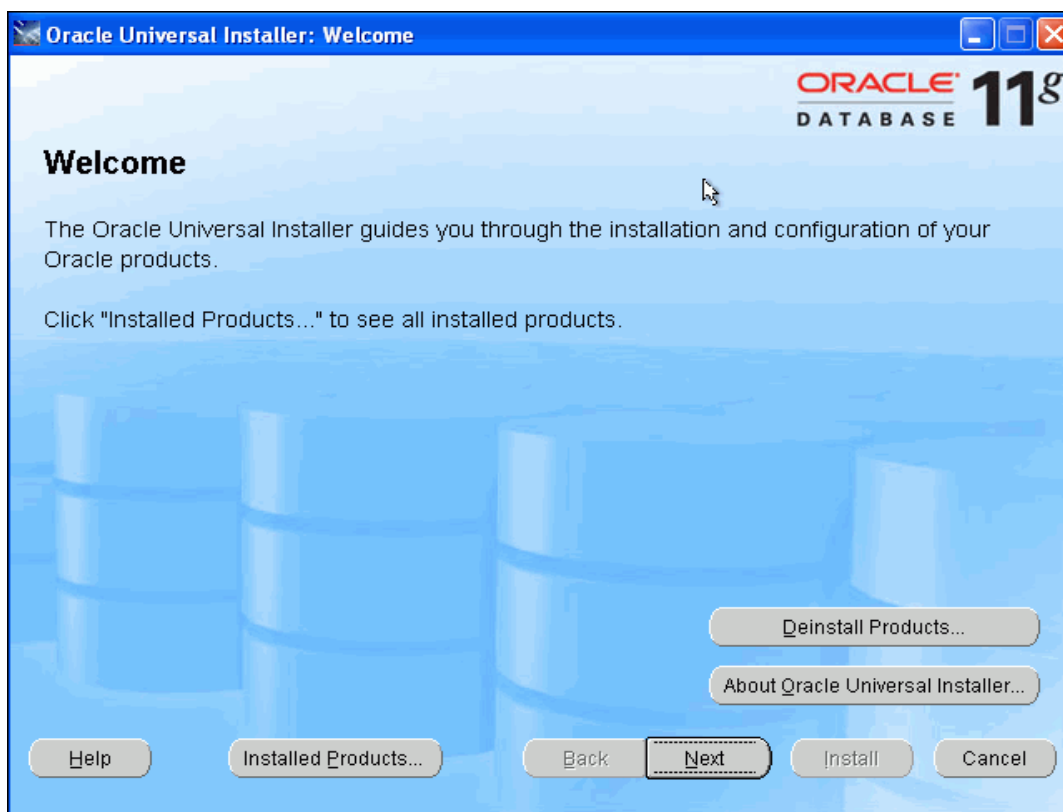 Oracle Universal Installer: Welcome
ORACLE 11g
DATABASE
Welcome
The Oracle Universal Installer guides you through the installation and configuration of your
Oracle products.
Click "Installed Products..." to see all installed products.
Deinstall Products...
About Oracle Universal Installer...
Help Installed Products... Back Next Install Cancel